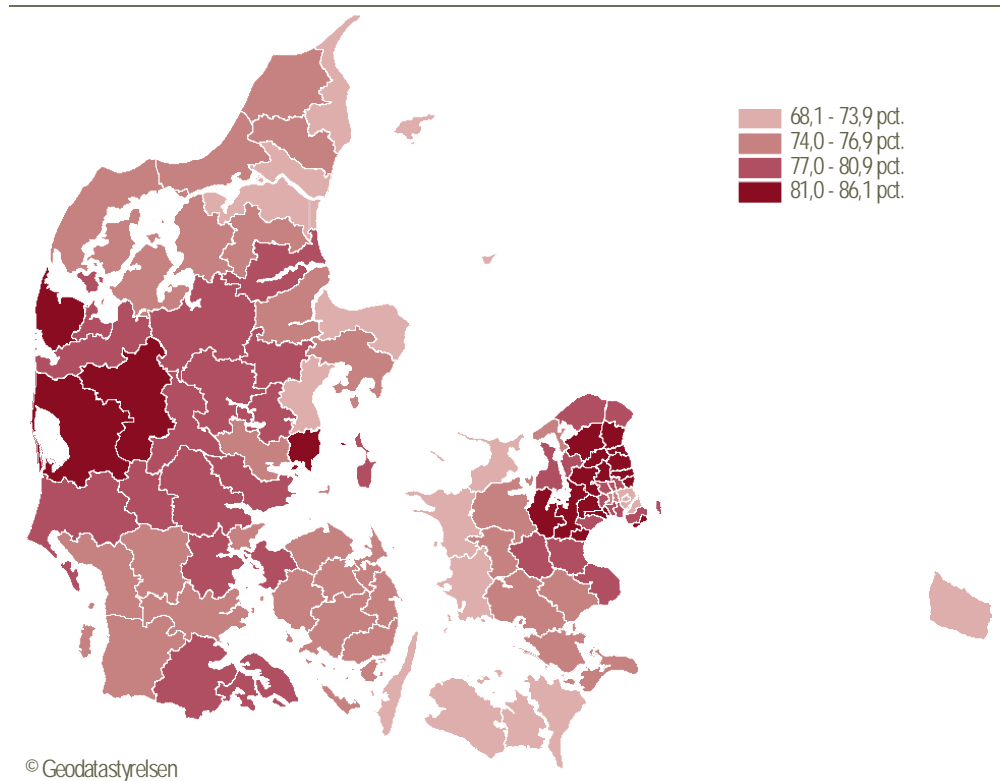 68,1 - 73,9 pct.
74,0 - 76,9 pct.
77,0 - 80,9 pct.
81,0 - 86,1 pct.
© Geodatastyrelsen